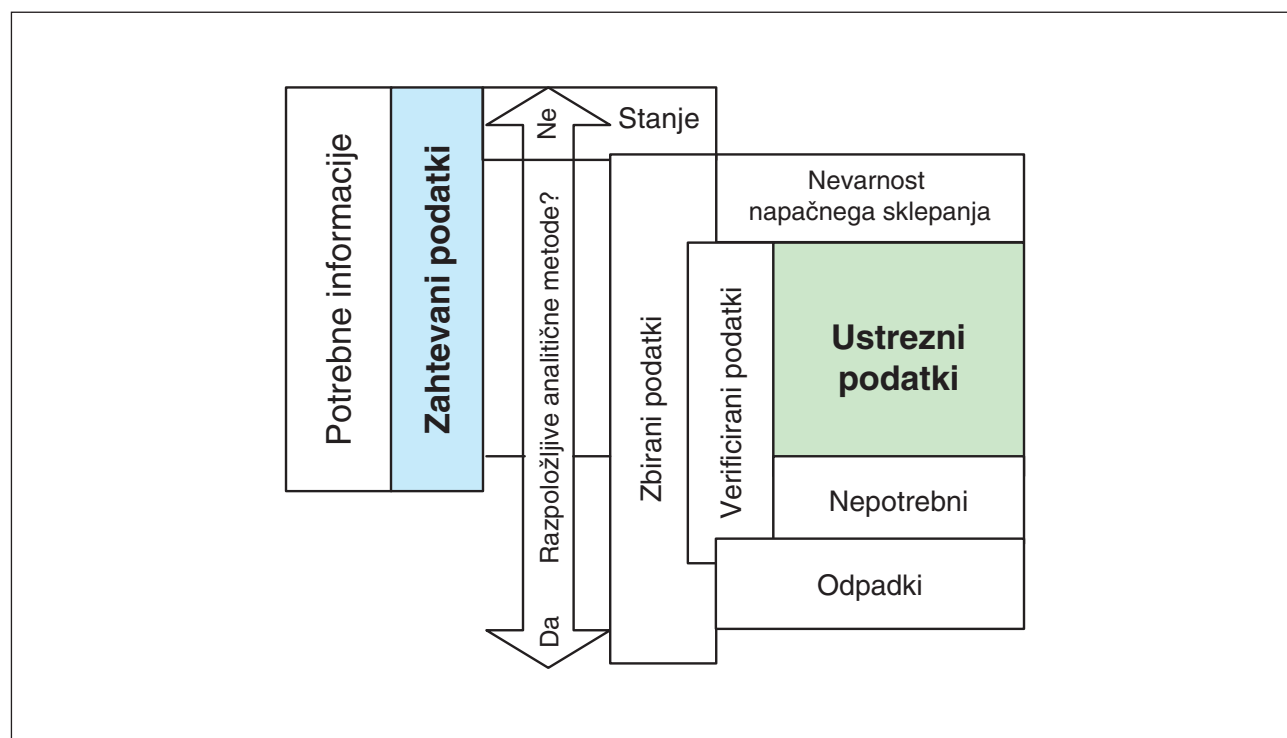 Potrebne informacije
Zahtevani podatki
Ne
Razpoložljive analitične metode?
Da
Stanje
Zbirani podatki
Verificirani podatki
Nevarnost
napačnega sklepanja
Ustrezni
podatki
Nepotrebni
Odpadki